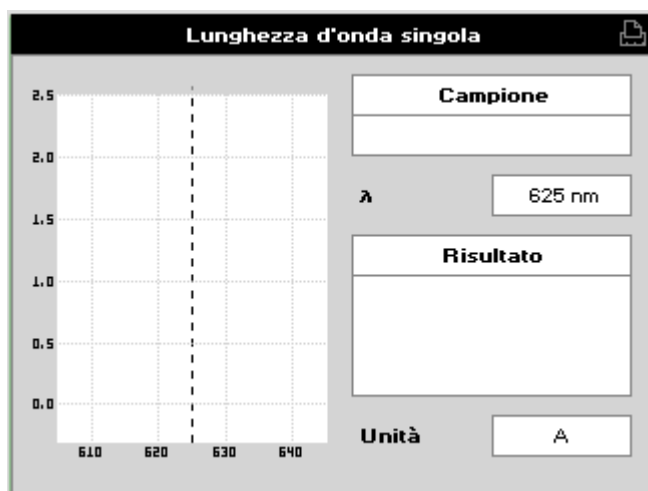 Lunghezza d'onda singola
2.5
2.0
1.5
1.0
0.5
0.0
610 620 630 640
Campione
λ 625 nm
Risultato
Unità A